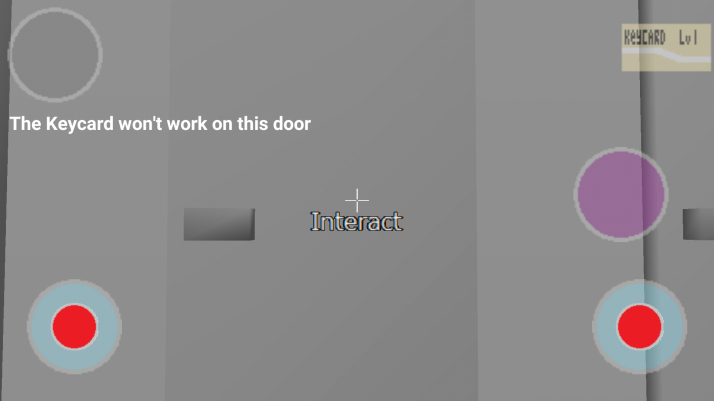 KEYCARD Lvl
The Keycard won't work on this door
Interact